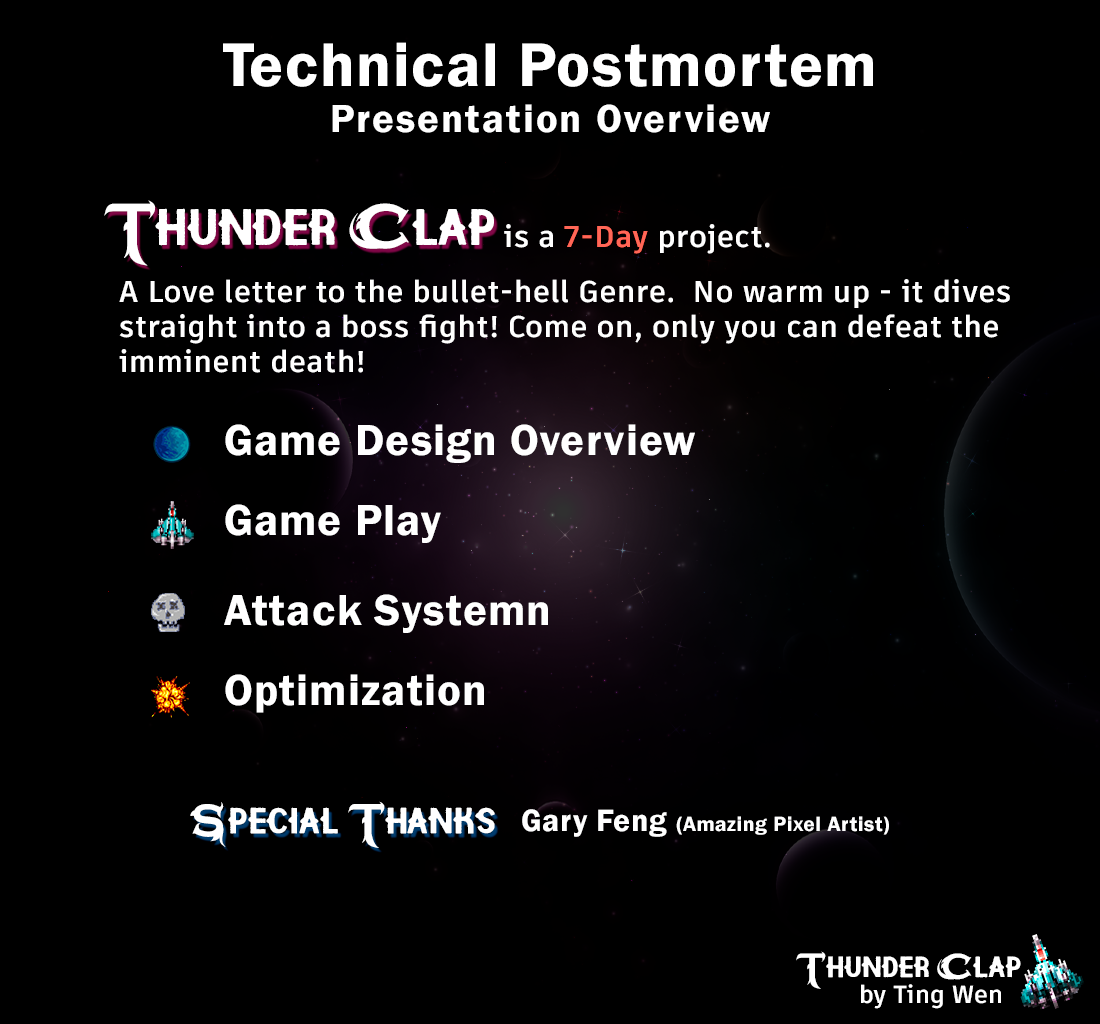 Technical Postmortem
Presentation Overview
THUNDER CLAP is a 7-Day project.
A Love letter to the bullet-hell Genre.  No warm up - it dives
straight into a boss fight! Come on, only you can defeat the
imminent death!
Game Design Overview
Game Play
Attack Systemn
Optimization
SPECIAL THANKS Gary Feng (Amazing Pixel Artist)
THUNDER CLAP
by Ting Wen